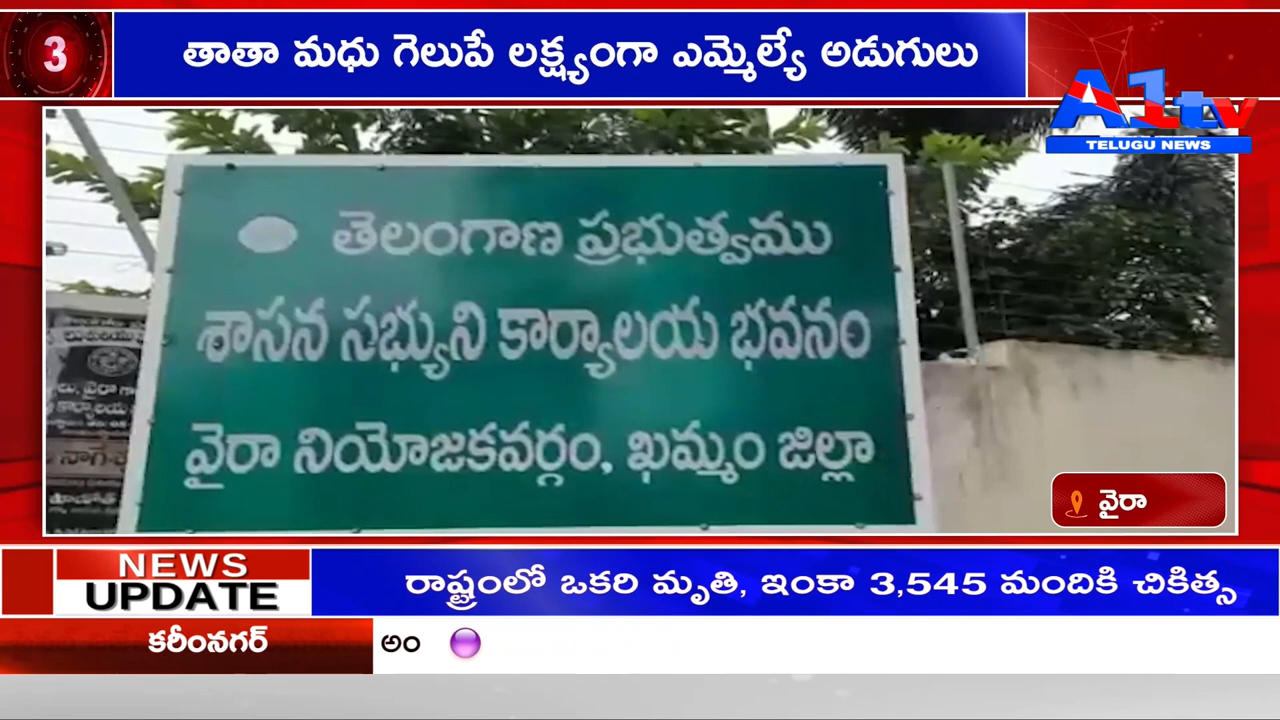 3
తాతా మధు గెలుపే లక్ష్యంగా ఎమ్మెల్యే అడుగులు
A1tv
TELUGU NEWS
తెలంగాణ ప్రభుత్వము
శాసన సభ్యుని కార్యాలయ భవనం
వైరా నియోజకవర్గం, ఖమ్మం జిల్లా
వైరా
NEWS
UPDATE
రాష్ట్రంలో ఒకరి మృతి, ఇంకా 3,545 మందికి చికిత్స
కరీంనగర్
అం